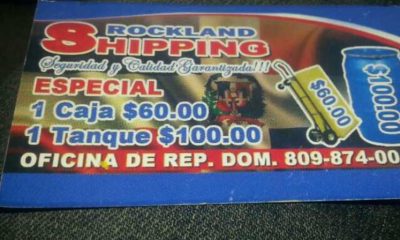 ROCKLAND
SHIPPING
Seguridad y Calidad Garantizada!!!
ESPECIAL
1 Caja $60.00
1 Tanque $100.00
$60.00
$100.00
OFICINA DE REP. DOM. 809-874-00